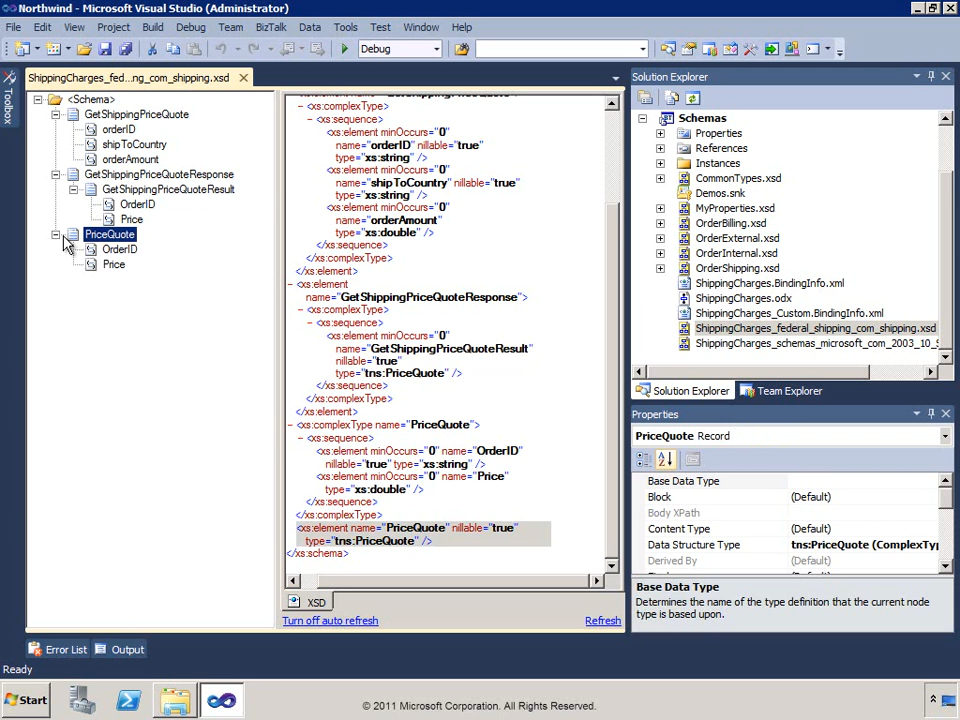 Northwind - Microsoft Visual Studio (Administrator)
File Edit View Project Build Debug Team BizTalk Data Tools Test Window Help
Debug
Toolbox
ShippingCharges_fed...ng_com_shipping.xsd
<Schema>
GetShippingPriceQuote
orderID
shipToCountry
orderAmount
GetShippingPriceQuoteResponse
GetShippingPriceQuoteResult
OrderID
Price
PriceQuote
OrderID
Price
<xs:complexType>
<xs:sequence>
<xs:element minOccurs="0"
name="orderID" nillable="true"
type="xs:string" />
<xs:element minOccurs="0"
name="shipToCountry" nillable="true"
type="xs:string" />
<xs:element minOccurs="0"
name="orderAmount"
type="xs:double" />
</xs:sequence>
</xs:complexType>
</xs:element>
<xs:element
name="GetShippingPriceQuoteResponse">
<xs:complexType>
<xs:sequence>
<xs:element minOccurs="0"
name="GetShippingPriceQuoteResult"
nillable="true"
type="tns:PriceQuote" />
</xs:sequence>
</xs:complexType>
</xs:element>
<xs:complexType name="PriceQuote">
<xs:sequence>
<xs:element minOccurs="0" name="OrderID"
nillable="true" type="xs:string" />
<xs:element minOccurs="0" name="Price"
type="xs:double" />
</xs:sequence>
</xs:complexType>
<xs:element name="PriceQuote" nillable="true"
type="tns:PriceQuote" />
</xs:schema>
XSD
Turn off auto refresh Refresh
Solution Explorer
Schemas
Properties
References
Instances
CommonTypes.xsd
Demos.snk
MyProperties.xsd
OrderBilling.xsd
OrderExternal.xsd
OrderShipping.xsd
ShippingCharges.BindingInfo.xml
ShippingCharges.odx
ShippingCharges_Custom.BindingInfo.xml
ShippingCharges_federal_shipping_com_shipping.xsd
ShippingCharges_schemas_microsoft_com_2003_10_S
Solution Explorer Team Explorer
Properties
PriceQuote Record
Base Data Type
Block (Default)
Body XPath
Content Type (Default)
Data Structure Type tns:PriceQuote (ComplexTyp
Derived By (Default)
Base Data Type
Determines the name of the type definition that the current node
type is based upon.
Error List Output
Ready
Start
© 2011 Microsoft Corporation. All Rights Reserved.